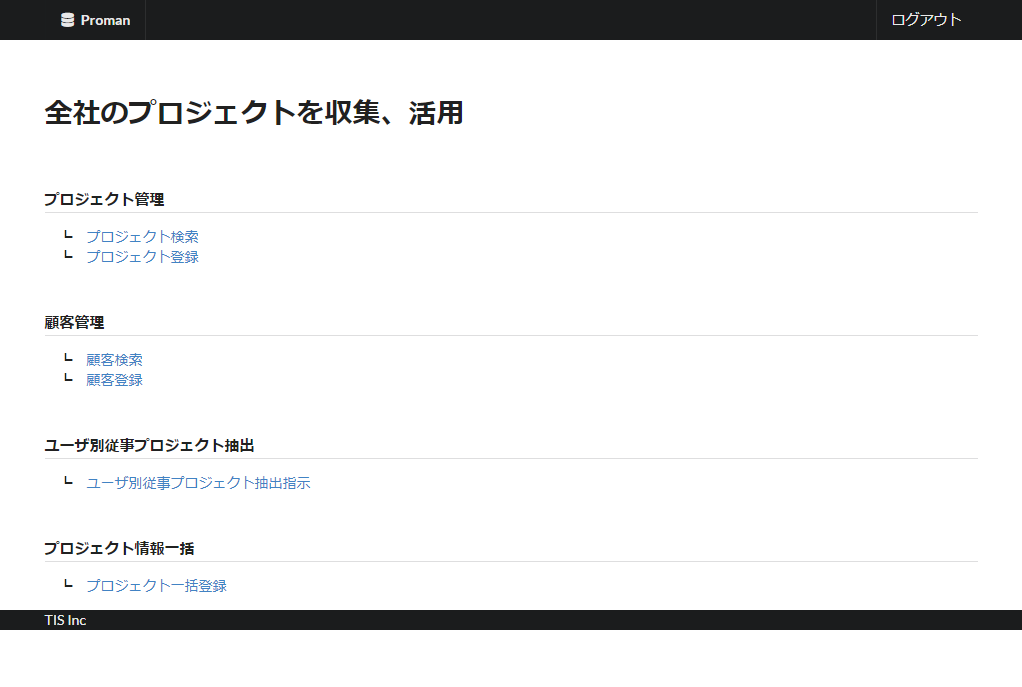 Proman
ログアウト
全社のプロジェクトを収集、活用
プロジェクト管理
┗ プロジェクト検索
┗ プロジェクト登録
顧客管理
┗ 顧客検索
┗ 顧客登録
ユーザ別従事プロジェクト抽出
┗ ユーザ別従事プロジェクト抽出指示
プロジェクト情報一括
┗ プロジェクト一括登録
TIS Inc